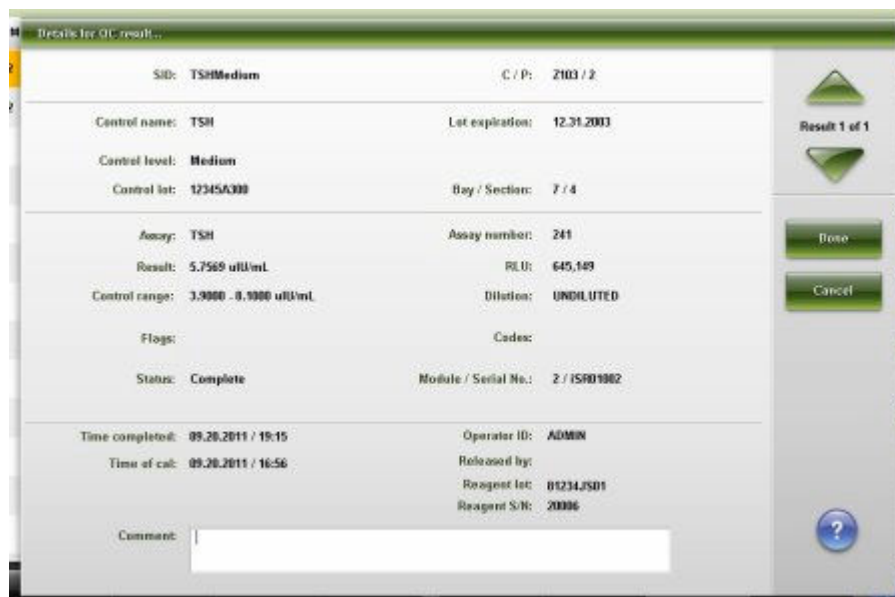 Details for QC result...
SID: TSHMedium C / P: Z103 / 2
Control name: TSH Lot expiration: 12.31.2003
Result 1 of 1
Control level: Medium
Control lot: 12345A300 Bay / Section: 7 / 4
Assay: TSH Assay number: 241
Done
Result: 5.7569 uIU/mL RLU: 645,149
Control range: 3.9000 - 8.1000 uIU/mL Dilution: UNDILUTED
Cancel
Flags: Codes:
Status: Complete Module / Serial No.: 2 / iSR01002
Time completed: 09.20.2011 / 19:15 Operator ID: ADMIN
Time of cal: 09.20.2011 / 16:56 Released by:
Reagent lot: 01234JS01
Reagent S/N: 20006
Comment:
?